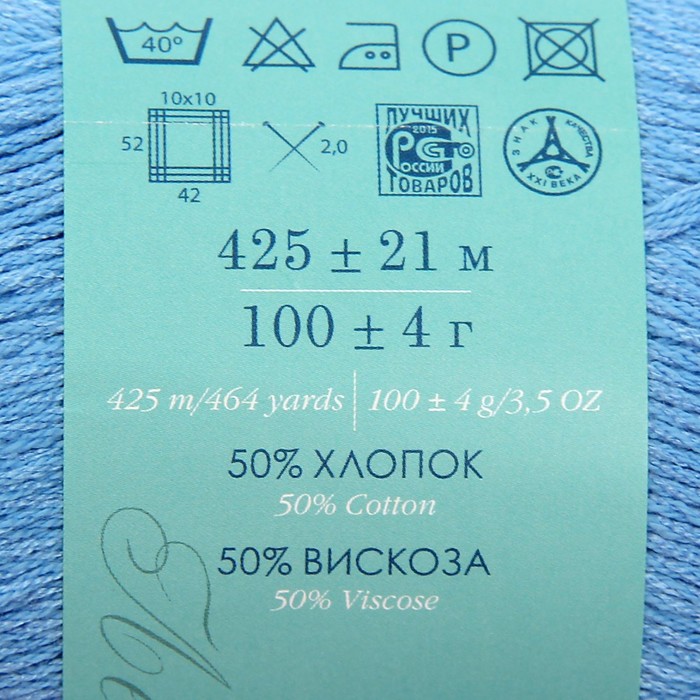 40°
P
10x10
52
42
2,0
ЛУЧШИХ
2015
РОССИИ
ТОВАРОВ
ЗНАК КАЧЕСТВА
XXI ВЕКА
425 ± 21 м
100 ± 4 г
425 m/464 yards | 100 ± 4 g/3,5 OZ
50% ХЛОПОК
50% Cotton
50% ВИСКОЗА
50% Viscose